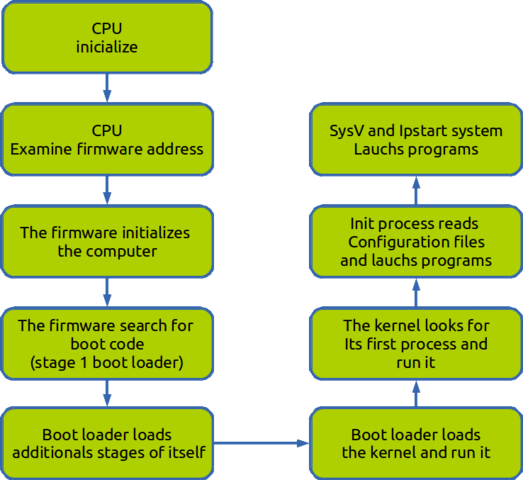 CPU
inicialize
CPU
Examine firmware address
The firmware initializes
the computer
The firmware search for
boot code
(stage 1 boot loader)
Boot loader loads
additionals stages of itself
Boot loader loads
the kernel and run it
The kernel looks for
Its first process and
run it
Init process reads
Configuration files
and lauchs programs
SysV and Ipstart system
Lauchs programs